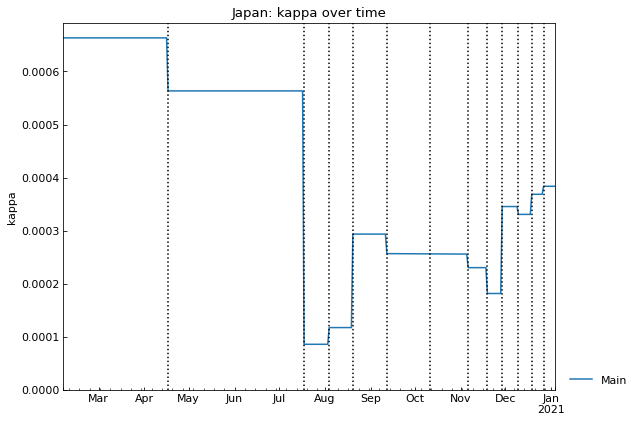 Japan: kappa over time
0.0006
0.0005
0.0004
0.0003
0.0002
0.0001
0.0000
kappa
Mar Apr May Jun Jul Aug Sep Oct Nov Dec Jan
2021
Main